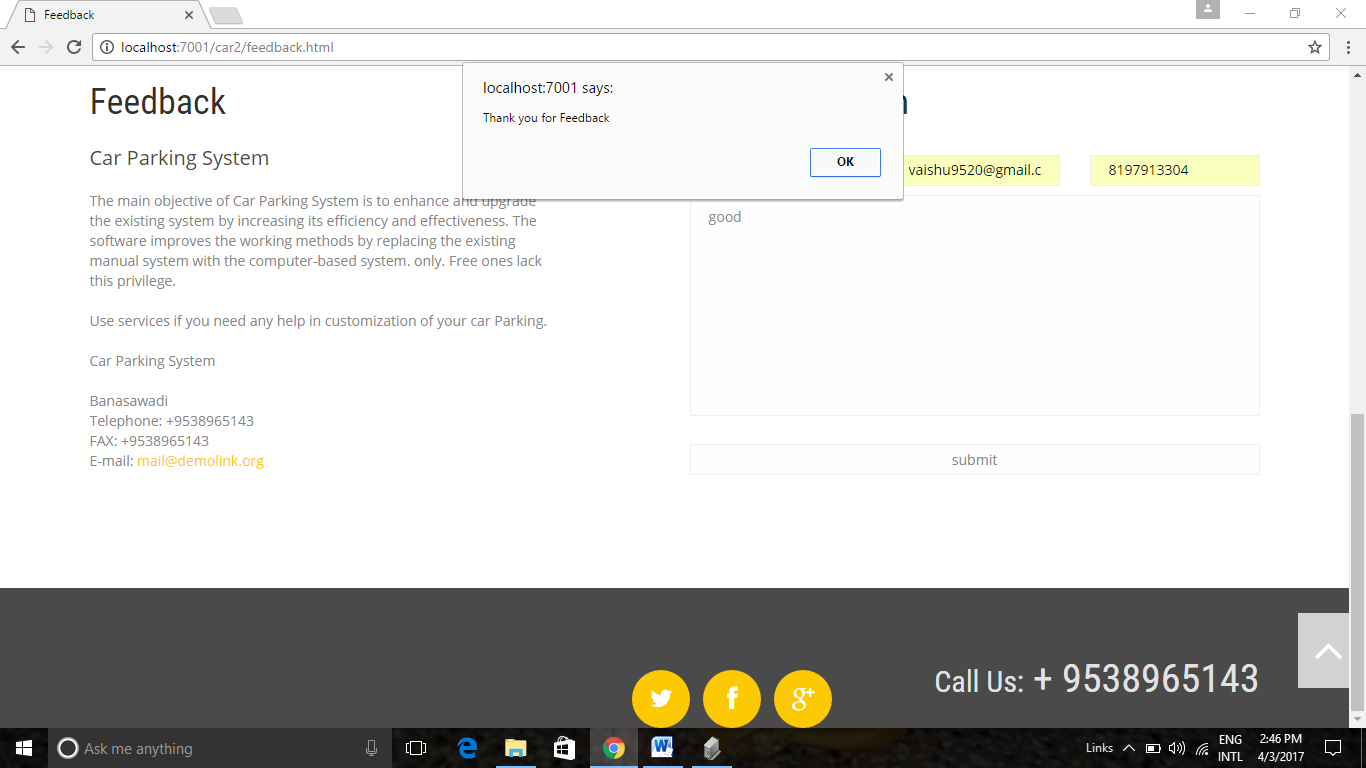 Feedback
localhost:7001/car2/feedback.html
localhost:7001 says:
Thank you for Feedback
OK
Feedback
Car Parking System
The main objective of Car Parking System is to enhance and upgrade
the existing system by increasing its efficiency and effectiveness. The
software improves the working methods by replacing the existing
manual system with the computer-based system. only. Free ones lack
this privilege.
Use services if you need any help in customization of your car Parking.
Car Parking System
Banasawadi
Telephone: +9538965143
FAX: +9538965143
E-mail: mail@demolink.org
vaishu9520@gmail.c
8197913304
good
submit
Call Us: + 9538965143
Ask me anything
Links
ENG
INTL
2:46 PM
4/3/2017